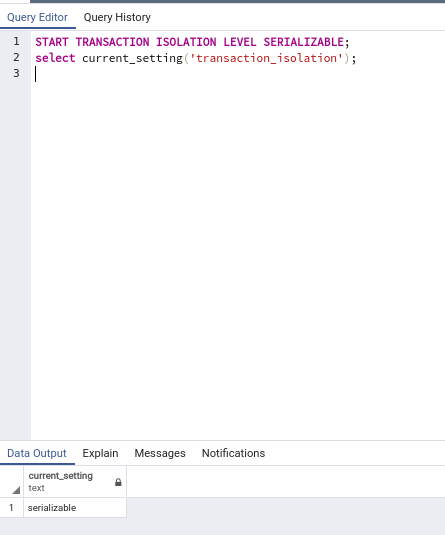 Query Editor Query History
1 START TRANSACTION ISOLATION LEVEL SERIALIZABLE;
2 select current_setting('transaction_isolation');
3
Data Output Explain Messages Notifications
current_setting
text
1 serializable